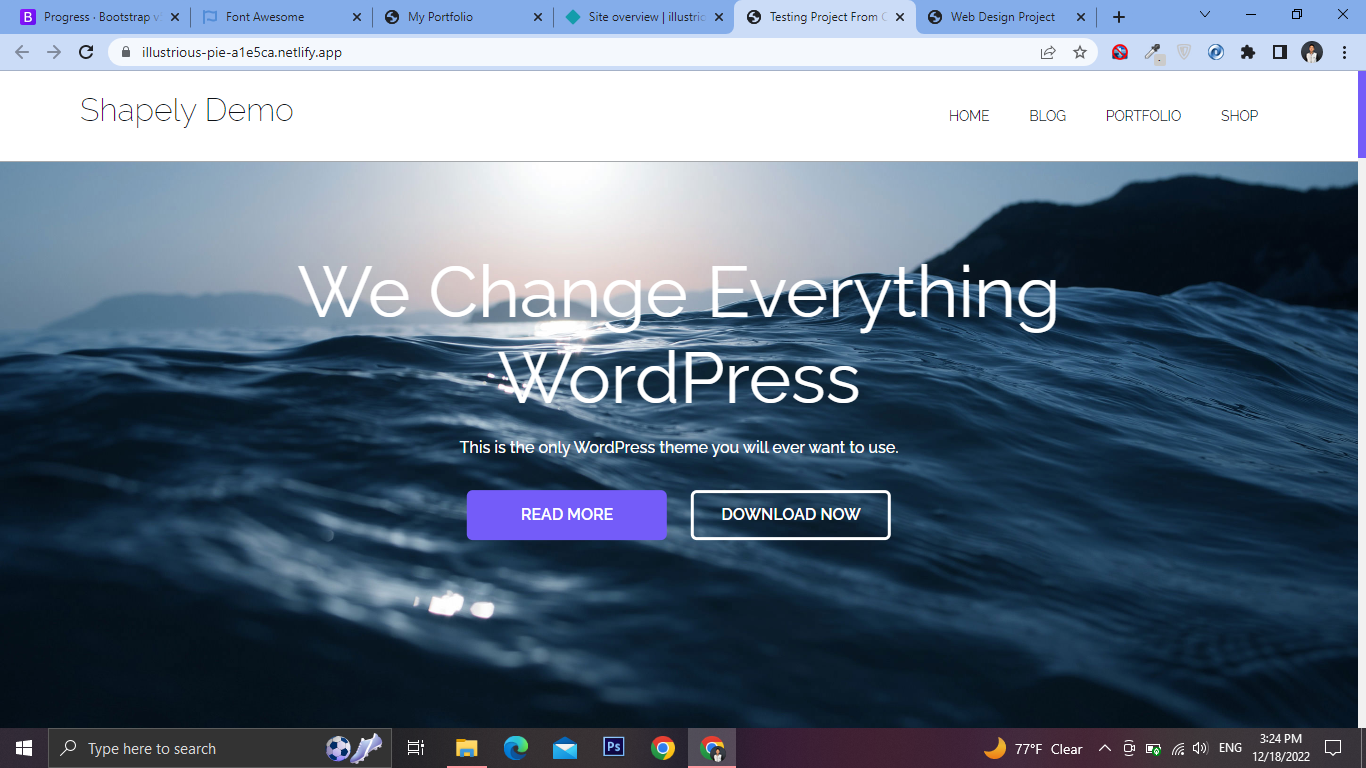 Progress · Bootstrap v
Font Awesome
My Portfolio
Site overview | illustri
Testing Project From
Web Design Project
illustrious-pie-a1e5ca.netlify.app
Shapely Demo
HOME BLOG PORTFOLIO SHOP
We Change Everything
WordPress
This is the only WordPress theme you will ever want to use.
READ MORE DOWNLOAD NOW
Type here to search
Ps
77°F Clear
ENG
3:24 PM
12/18/2022